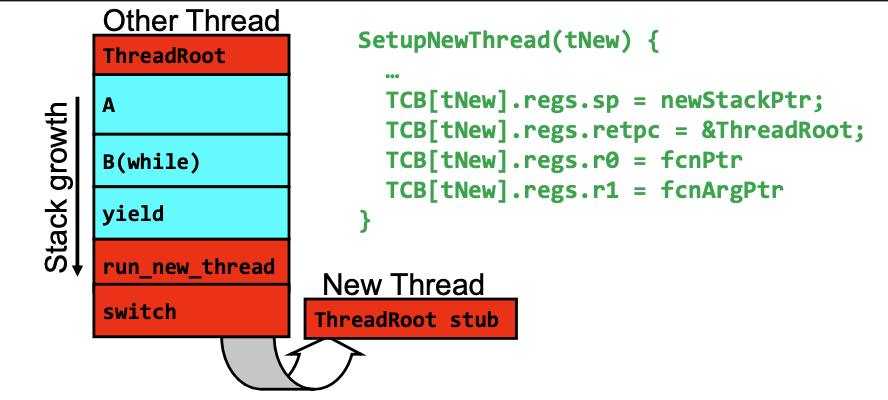 Other Thread
ThreadRoot
A
B(while)
yield
run_new_thread
switch
Stack growth
SetupNewThread(tNew) {
…
TCB[tNew].regs.sp = newStackPtr;
TCB[tNew].regs.retpc = &ThreadRoot;
TCB[tNew].regs.r0 = fcnPtr
TCB[tNew].regs.r1 = fcnArgPtr
}
New Thread
ThreadRoot stub